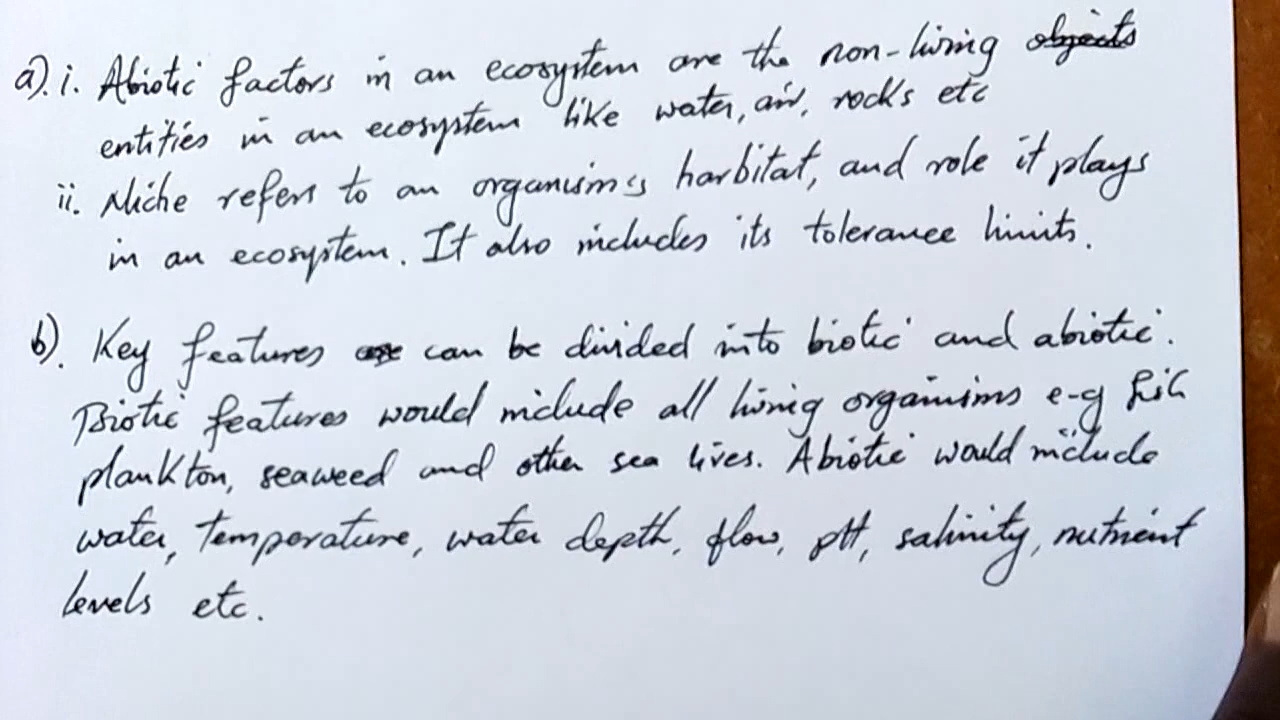 a). i. Abiotic factors in an ecosystem are the non-living objects
entities in an ecosystem like water, air, rocks etc
ii. Niche refers to an organism's harbitat, and role it plays
in an ecosystem. It also includes its tolerance limits.
b). Key features are can be divided into biotic and abiotic.
Biotic features would include all living organisms e-g fish
plankton, seaweed and other sea lives. Abiotic would include
water, temperature, water depth, flow, pH, salinity, nutrient
levels etc.